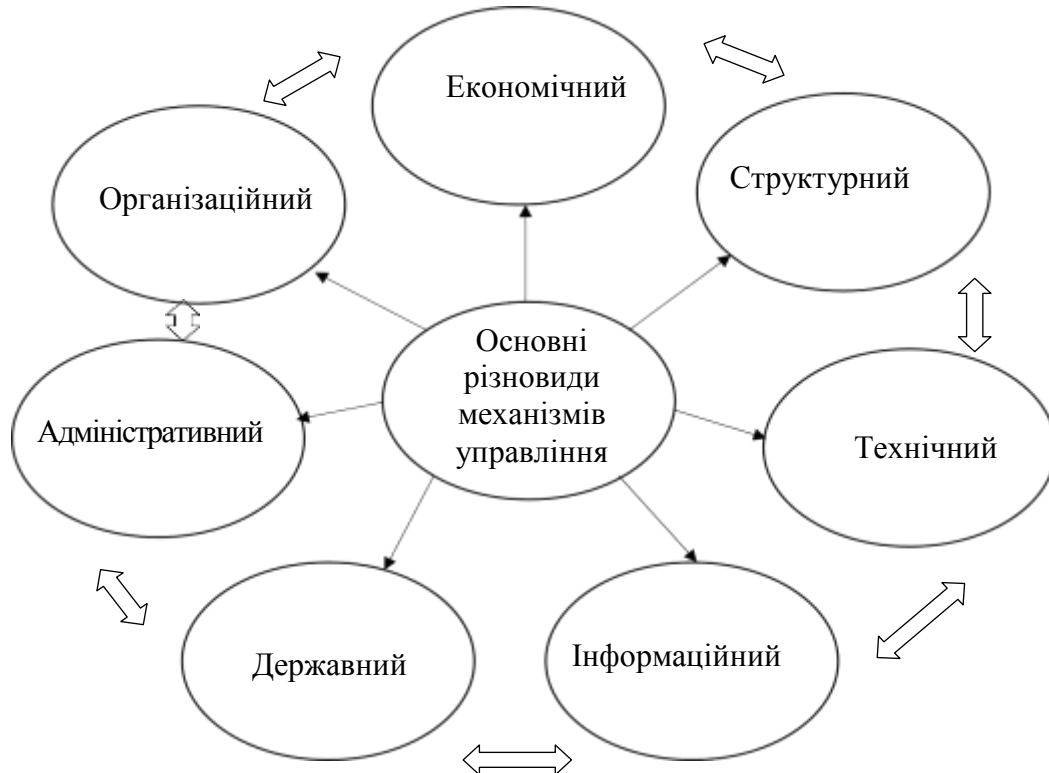 Економічний
Структурний
Організаційний
Основні
різновиди
механізмів
управління
Адміністративний
Технічний
Державний
Інформаційний